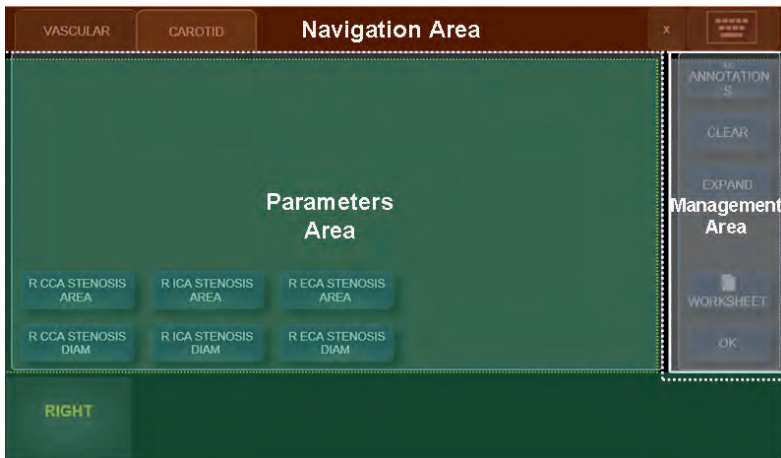 VASCULAR
CAROTID
Navigation Area
x
ANNOTATION
S
CLEAR
EXPAND
Management
Area
Parameters
Area
R CCA STENOSIS
AREA
R ICA STENOSIS
AREA
R ECA STENOSIS
AREA
WORKSHEET
R CCA STENOSIS
DIAM
R ICA STENOSIS
DIAM
R ECA STENOSIS
DIAM
OK
RIGHT